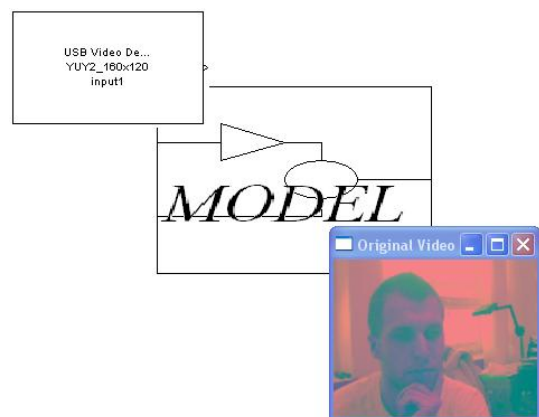 USB Video De...
YUY2_160x120
input1
MODEL
Original Video